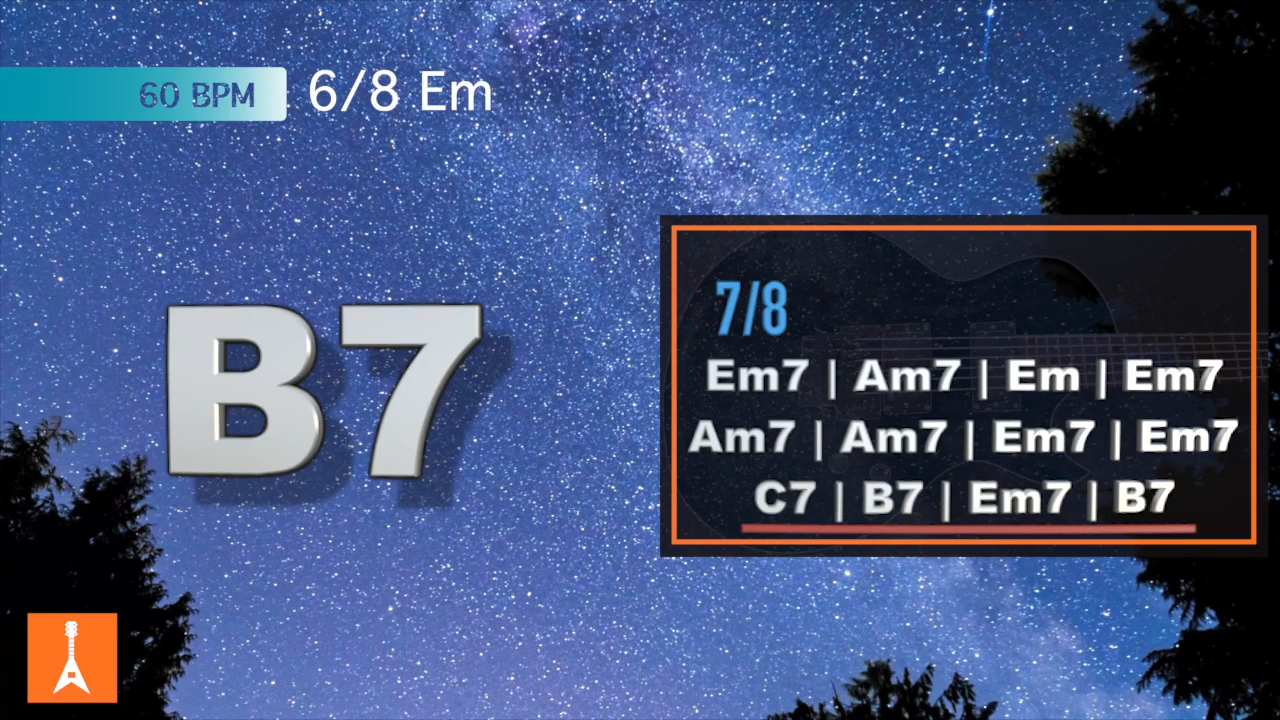 60 BPM 6/8 Em
B7
7/8
Em7 | Am7 | Em | Em7
Am7 | Am7 | Em7 | Em7
C7 | B7 | Em7 | B7